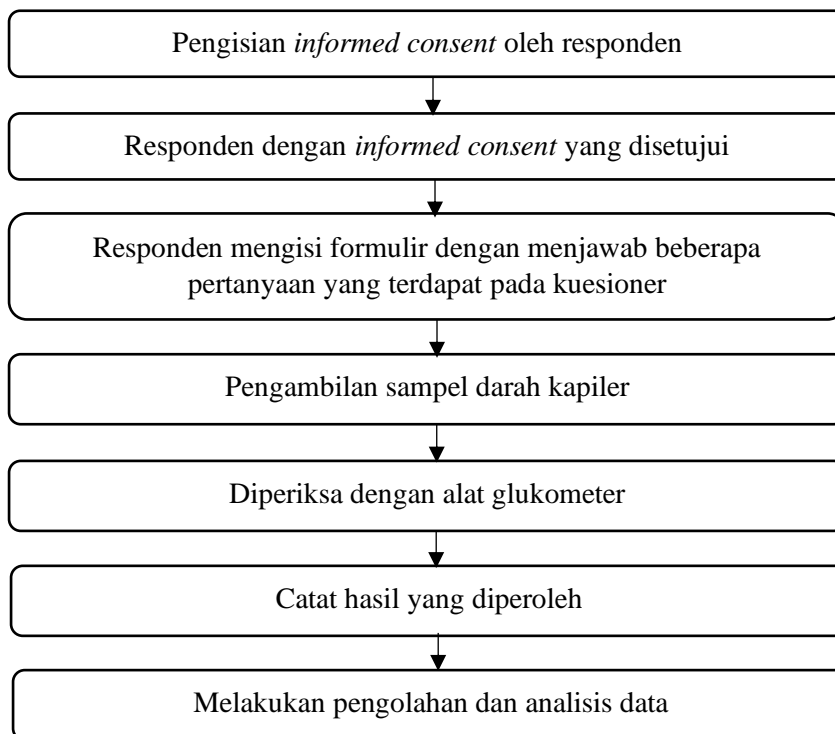 Pengisian informed consent oleh responden
Responden dengan informed consent yang disetujui
Responden mengisi formulir dengan menjawab beberapa
pertanyaan yang terdapat pada kuesioner
Pengambilan sampel darah kapiler
Diperiksa dengan alat glukometer
Catat hasil yang diperoleh
Melakukan pengolahan dan analisis data